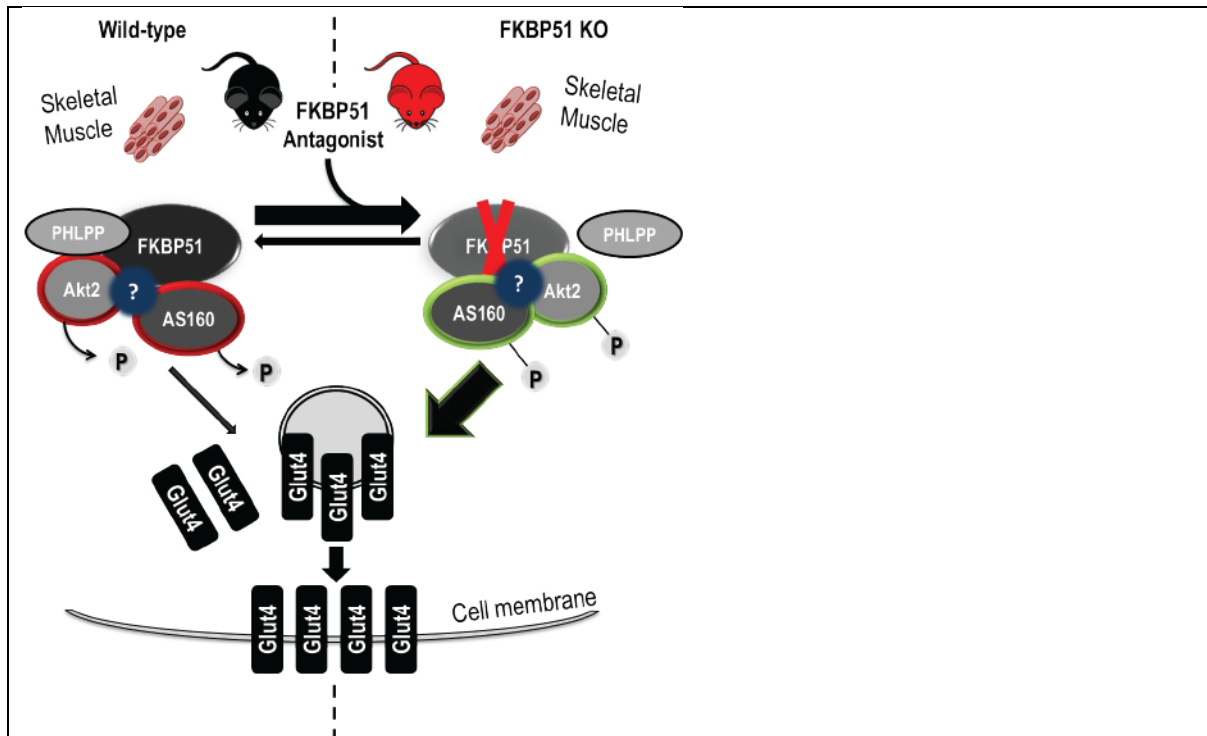 Wild-type
FKBP51 KO
Skeletal
Muscle
FKBP51
Antagonist
Skeletal
Muscle
PHLPP
FKBP51
Akt2
?
AS160
P
P
FKBP51
PHLPP
?
Akt2
AS160
P
P
Glut4
Glut4
Glut4
Glut4
Glut4
Cell membrane
Glut4
Glut4
Glut4
Glut4